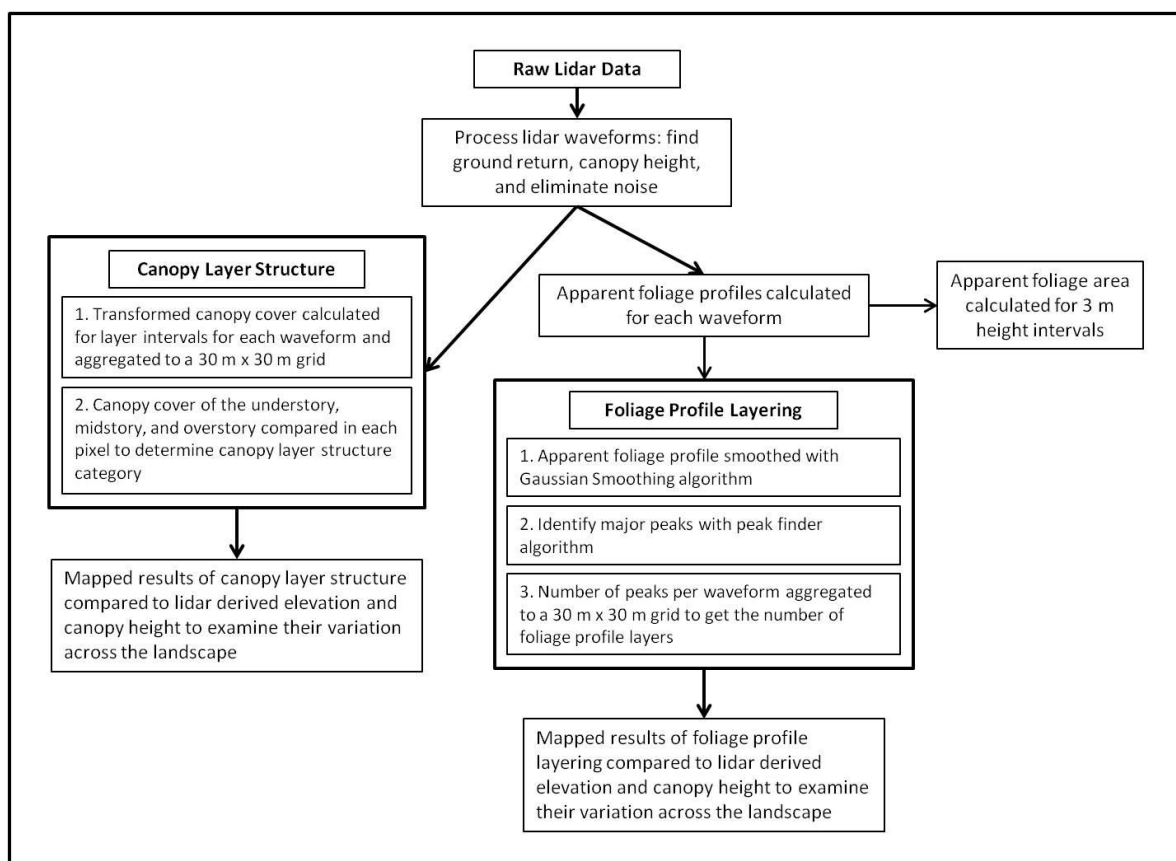 Raw Lidar Data
Process lidar waveforms: find
ground return, canopy height,
and eliminate noise
Canopy Layer Structure
1. Transformed canopy cover calculated
for layer intervals for each waveform and
aggregated to a 30 m x 30 m grid
2. Canopy cover of the understory,
midstory, and overstory compared in each
pixel to determine canopy layer structure
category
Mapped results of canopy layer structure
compared to lidar derived elevation and
canopy height to examine their variation
across the landscape
Apparent foliage profiles calculated
for each waveform
Apparent foliage area
calculated for 3 m
height intervals
Foliage Profile Layering
1. Apparent foliage profile smoothed with
Gaussian Smoothing algorithm
2. Identify major peaks with peak finder
algorithm
3. Number of peaks per waveform aggregated
to a 30 m x 30 m grid to get the number of
foliage profile layers
Mapped results of foliage profile
layering compared to lidar derived
elevation and canopy height to examine
their variation across the landscape